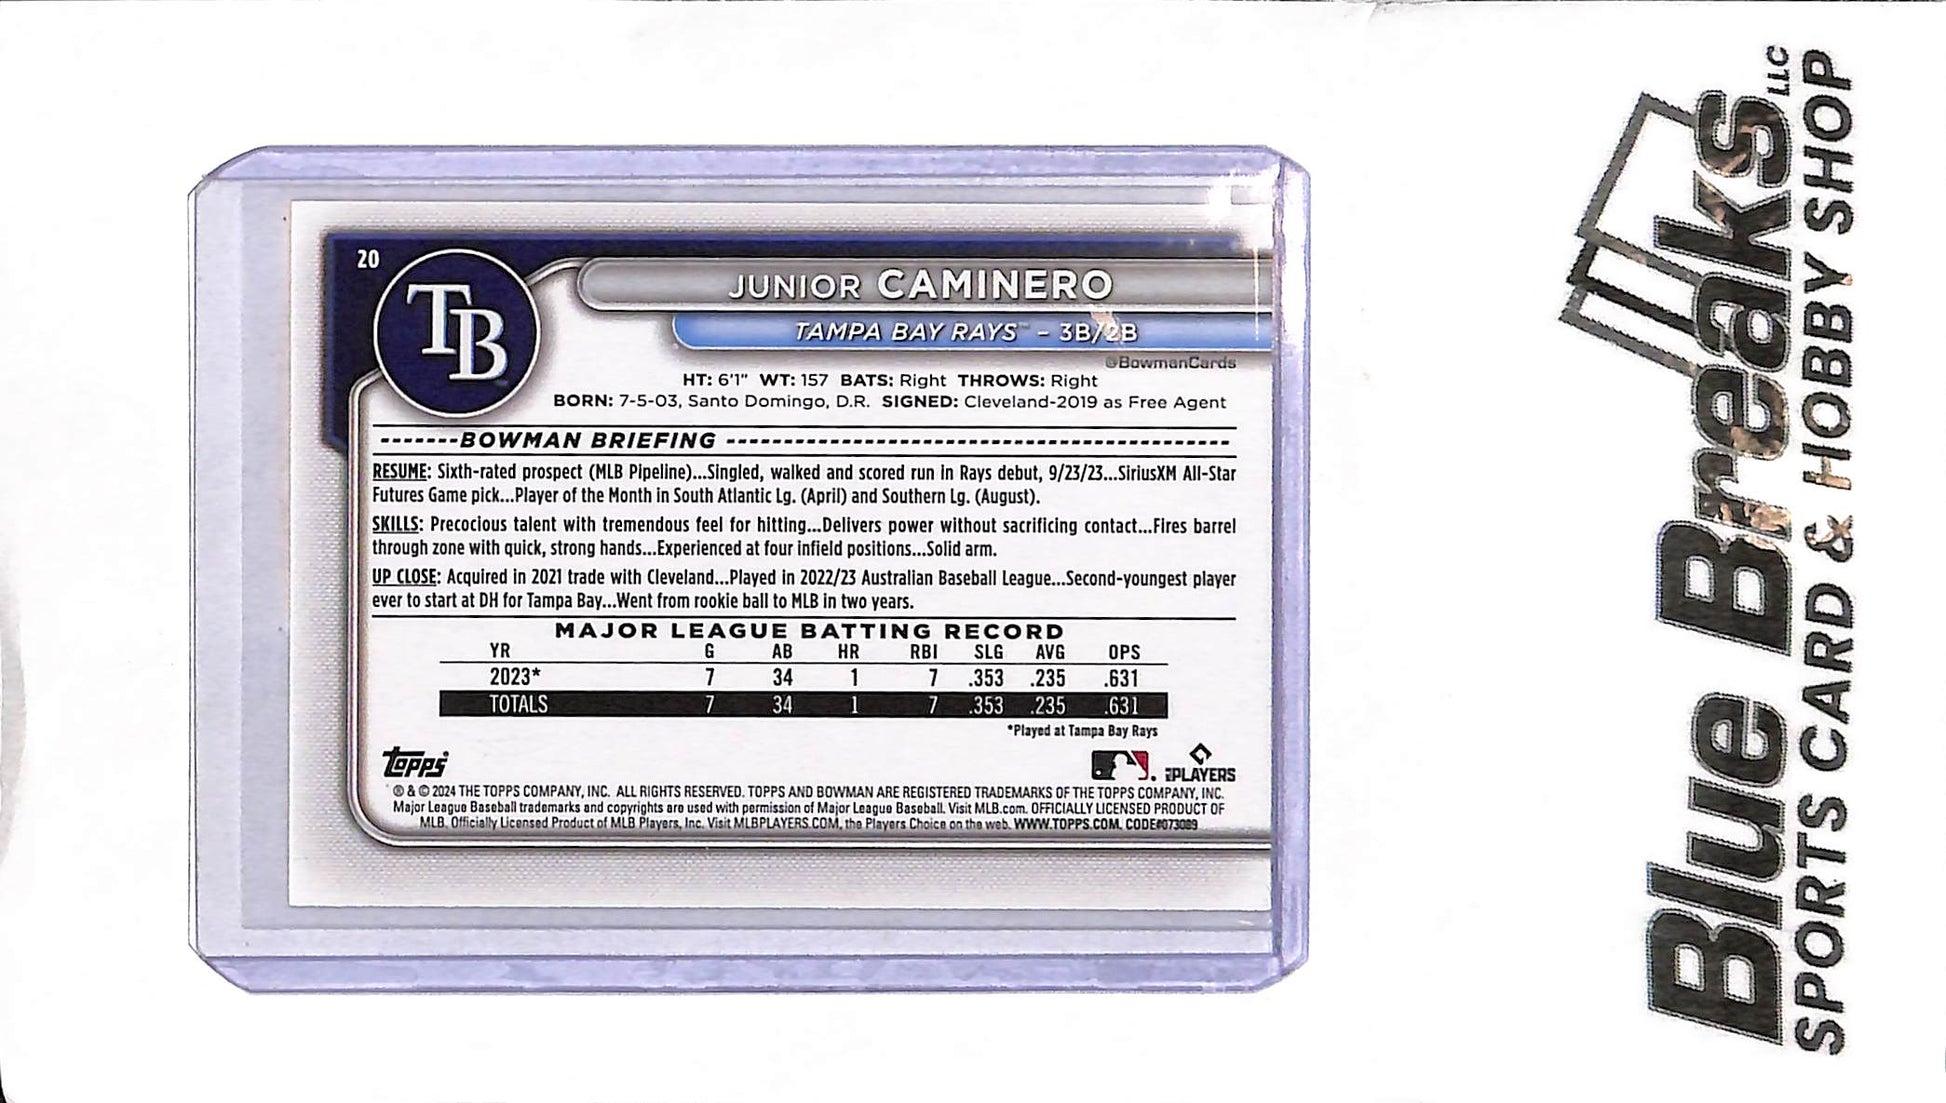 20
TB
JUNIOR CAMINERO
TAMPA BAY RAYS™ - 3B/2B
@BowmanCards
HT: 6'1" WT: 157 BATS: Right THROWS: Right
BORN: 7-5-03, Santo Domingo, D.R. SIGNED: Cleveland-2019 as Free Agent
-------BOWMAN BRIEFING ----------------------------------------------
RESUME: Sixth-rated prospect (MLB Pipeline)...Singled, walked and scored run in Rays debut, 9/23/23...SiriusXM All-Star
Futures Game pick...Player of the Month in South Atlantic Lg. (April) and Southern Lg. (August).
SKILLS: Precocious talent with tremendous feel for hitting...Delivers power without sacrificing contact...Fires barrel
through zone with quick, strong hands...Experienced at four infield positions...Solid arm.
UP CLOSE: Acquired in 2021 trade with Cleveland...Played in 2022/23 Australian Baseball League...Second-youngest player
ever to start at DH for Tampa Bay...Went from rookie ball to MLB in two years.
MAJOR LEAGUE BATTING RECORD
YR G AB HR RBI SLG AVG OPS
2023* 7 34 1 7 .353 .235 .631
TOTALS 7 34 1 7 .353 .235 .631
*Played at Tampa Bay Rays
Topps
MLB PLAYERS
® & © 2024 THE TOPPS COMPANY, INC. ALL RIGHTS RESERVED. TOPPS AND BOWMAN ARE REGISTERED TRADEMARKS OF THE TOPPS COMPANY, INC.
Major League Baseball trademarks and copyrights are used with permission of Major League Baseball. Visit MLB.com. OFFICIALLY LICENSED PRODUCT OF
MLB. Officially Licensed Product of MLB Players, Inc. Visit MLBPLAYERS.COM, the Players Choice on the web. WWW.TOPPS.COM. CODE#073089
Blue Breaks LLC
SPORTS CARD & HOBBY SHOP